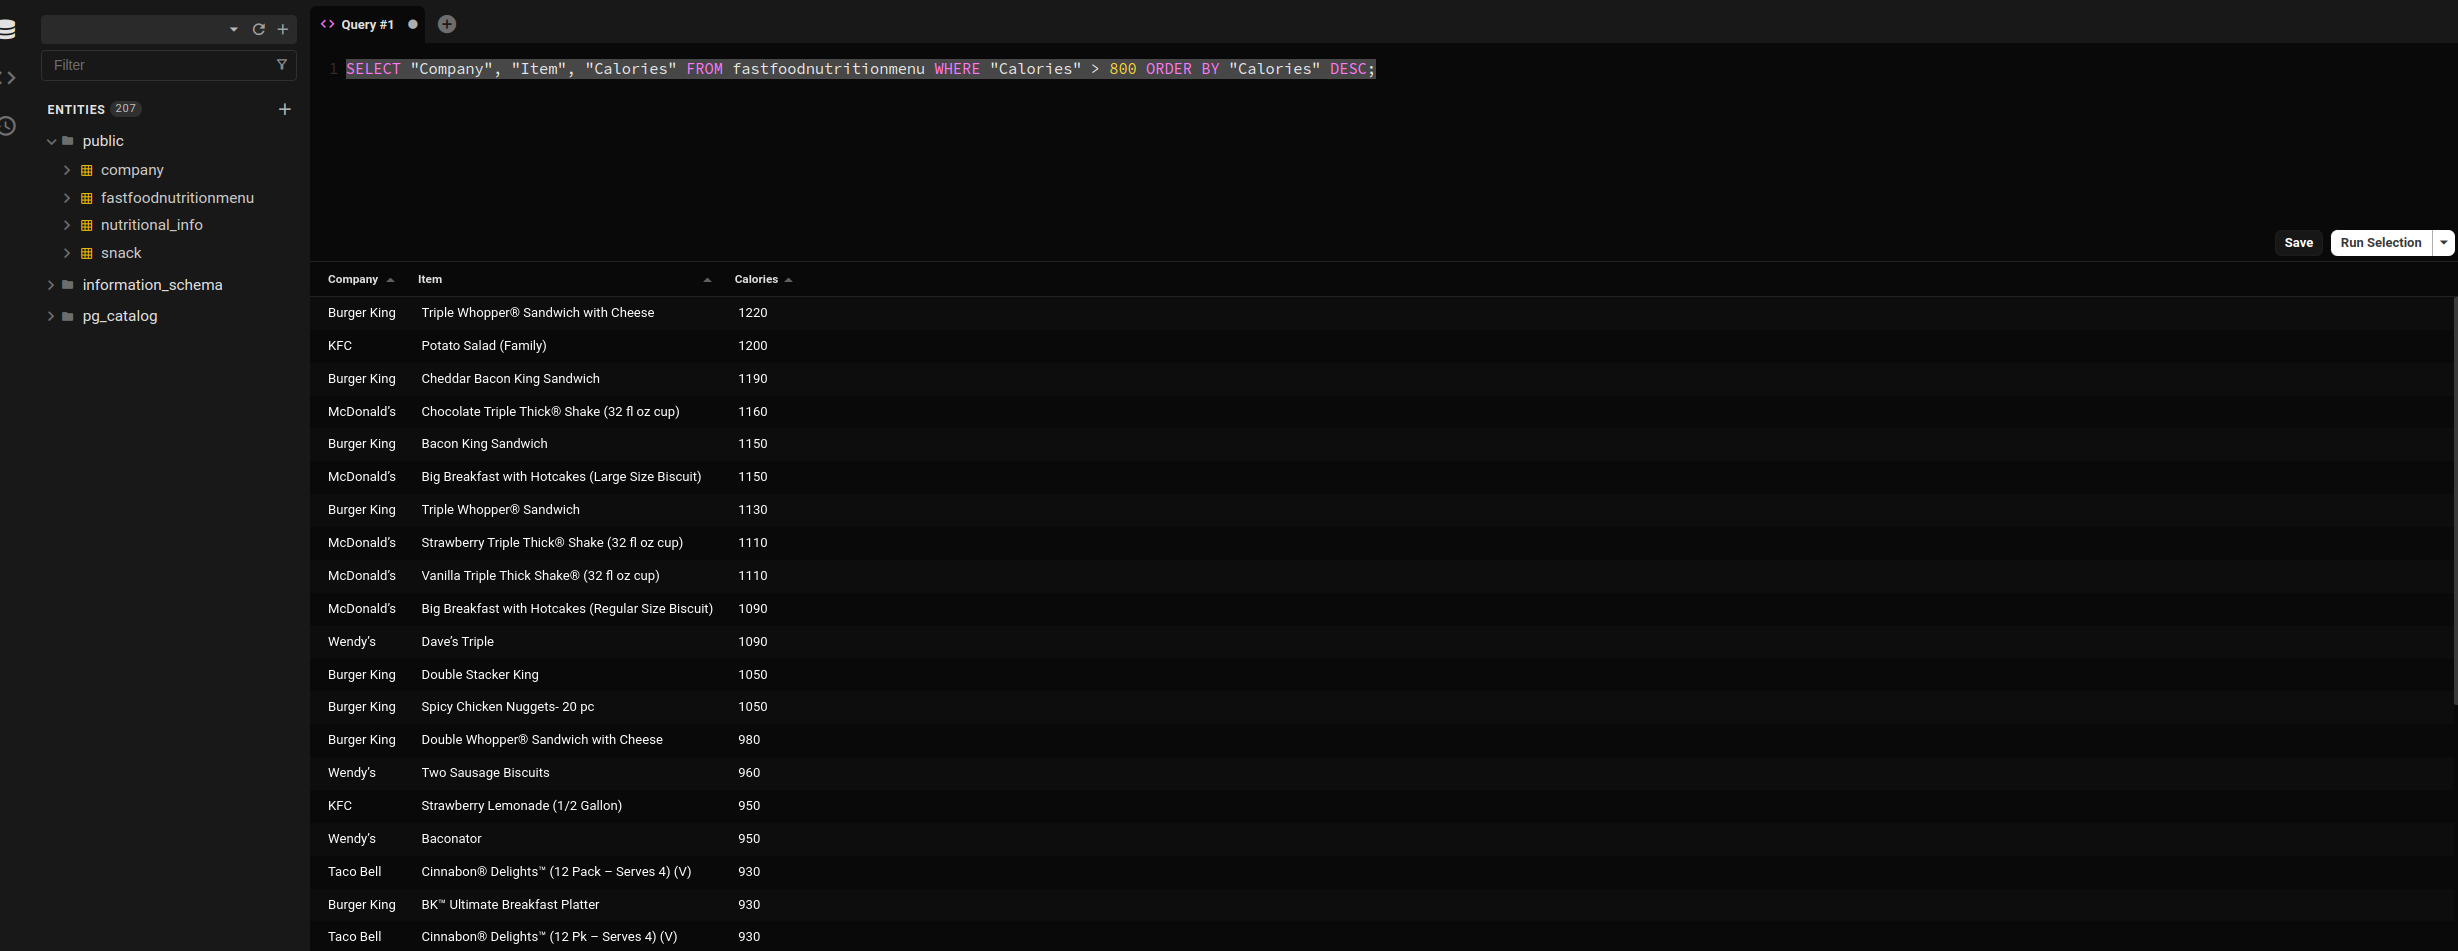 Query #1
Filter
1 SELECT "Company", "Item", "Calories" FROM fastfoodnutritionmenu WHERE "Calories" > 800 ORDER BY "Calories" DESC;
ENTITIES 207
public
company
fastfoodnutritionmenu
nutritional_info
snack
information_schema
pg_catalog
Save Run Selection
Company Item Calories
Burger King Triple Whopper® Sandwich with Cheese 1220
KFC Potato Salad (Family) 1200
Burger King Cheddar Bacon King Sandwich 1190
McDonald’s Chocolate Triple Thick® Shake (32 fl oz cup) 1160
Burger King Bacon King Sandwich 1150
McDonald’s Big Breakfast with Hotcakes (Large Size Biscuit) 1150
Burger King Triple Whopper® Sandwich 1130
McDonald’s Strawberry Triple Thick® Shake (32 fl oz cup) 1110
McDonald’s Vanilla Triple Thick Shake® (32 fl oz cup) 1110
McDonald’s Big Breakfast with Hotcakes (Regular Size Biscuit) 1090
Wendy’s Dave’s Triple 1090
Burger King Double Stacker King 1050
Burger King Spicy Chicken Nuggets- 20 pc 1050
Burger King Double Whopper® Sandwich with Cheese 980
Wendy’s Two Sausage Biscuits 960
KFC Strawberry Lemonade (1/2 Gallon) 950
Wendy’s Baconator 950
Taco Bell Cinnabon® Delights™ (12 Pack – Serves 4) (V) 930
Burger King BK™ Ultimate Breakfast Platter 930
Taco Bell Cinnabon® Delights™ (12 Pk – Serves 4) (V) 930